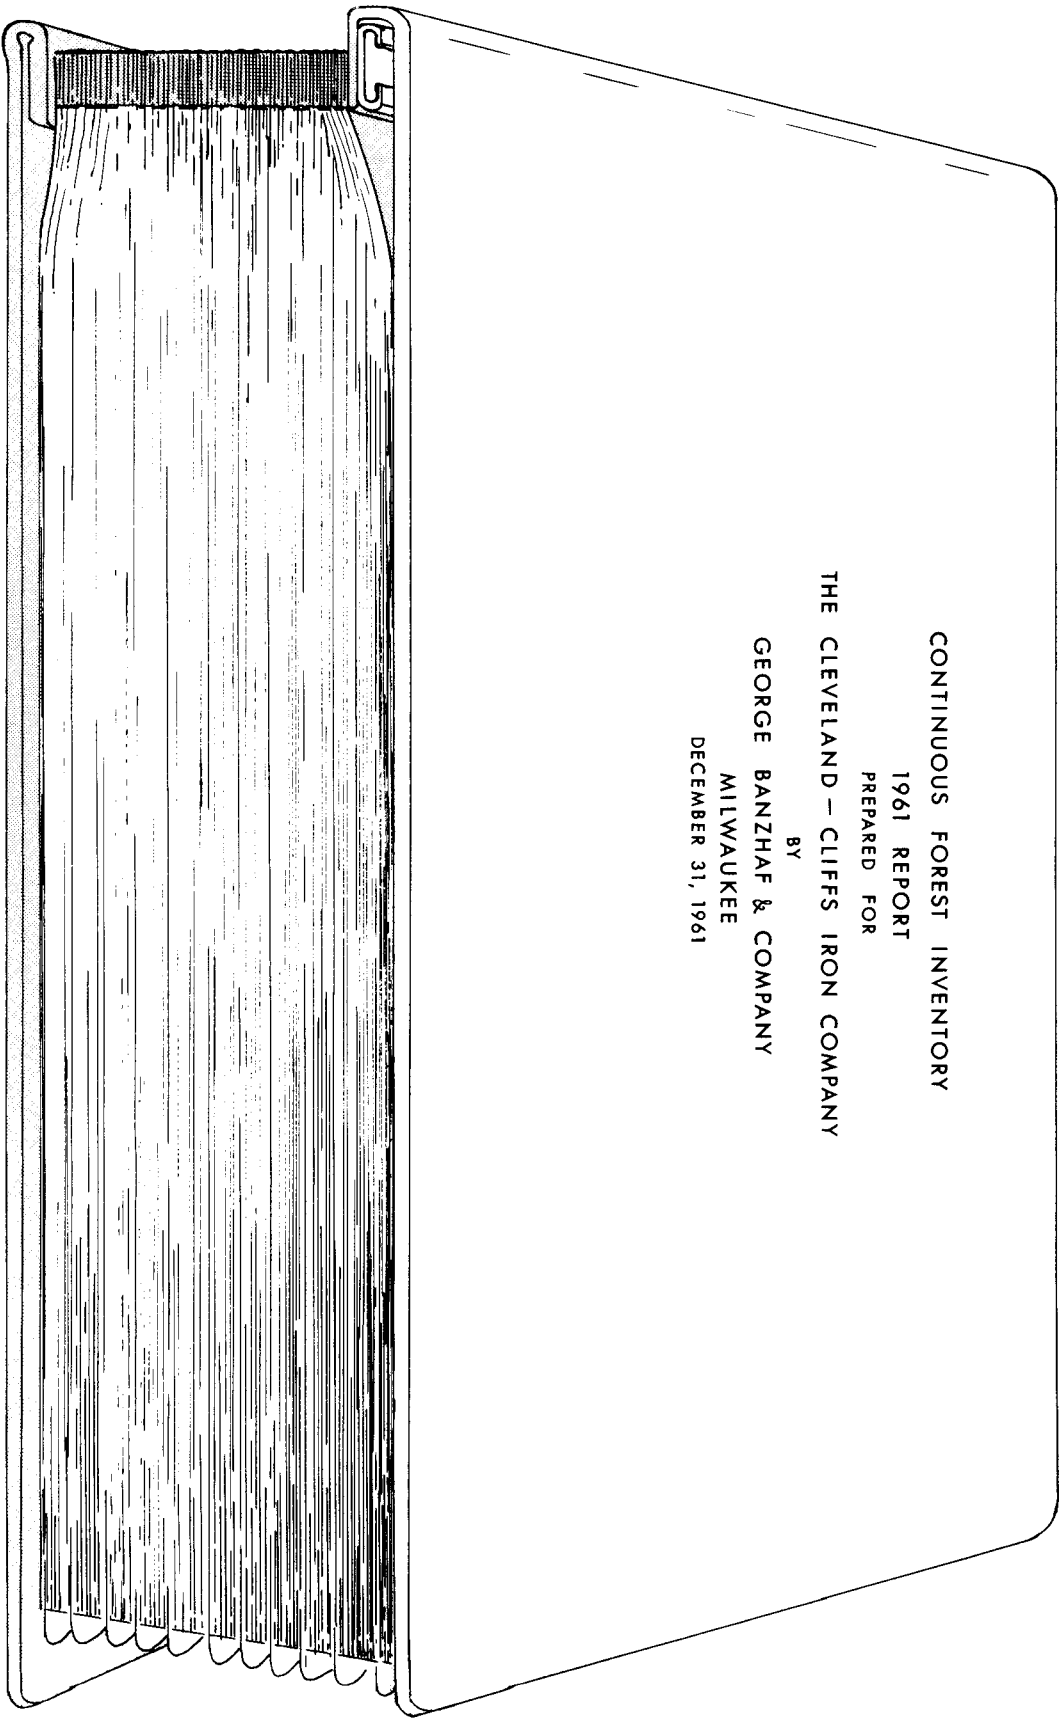 CONTINUOUS FOREST INVENTORY
1961 REPORT
PREPARED FOR
THE CLEVELAND – CLIFFS IRON COMPANY
BY
GEORGE BANZHAF & COMPANY
MILWAUKEE
DECEMBER 31, 1961